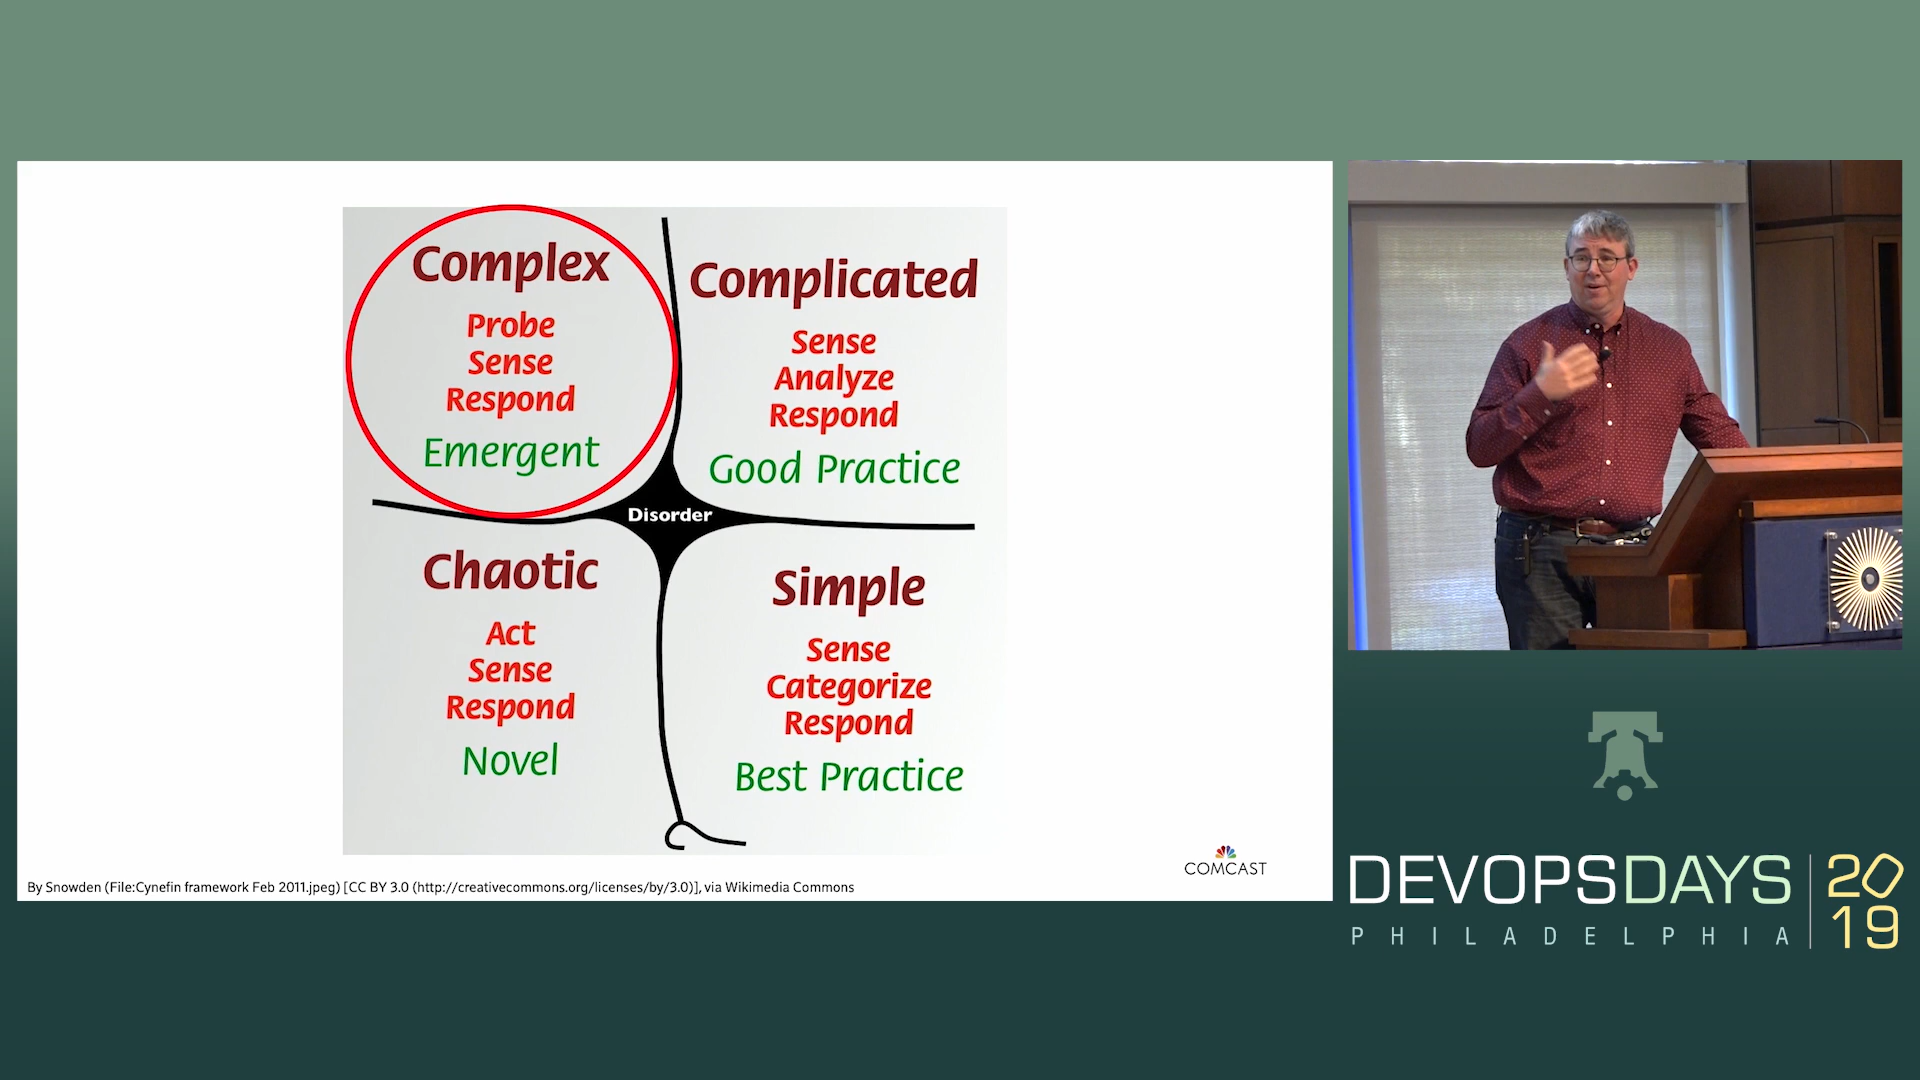 Complex
Probe
Sense
Respond
Emergent
Complicated
Sense
Analyze
Respond
Good Practice
Disorder
Chaotic
Act
Sense
Respond
Novel
Simple
Sense
Categorize
Respond
Best Practice
COMCAST
By Snowden (File:Cynefin framework Feb 2011.jpeg) [CC BY 3.0 (http://creativecommons.org/licenses/by/3.0)], via Wikimedia Commons
DEVOPSDAYS
PHILADELPHIA
20
19